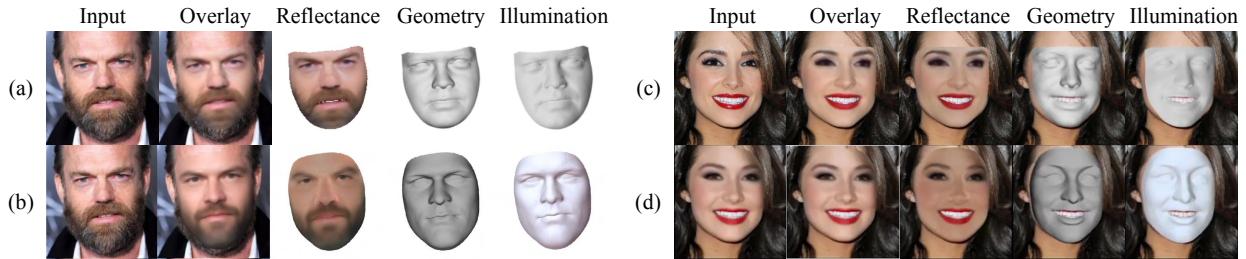 Input Overlay Reflectance Geometry Illumination
Input Overlay Reflectance Geometry Illumination
(a)
(c)
(b)
(d)